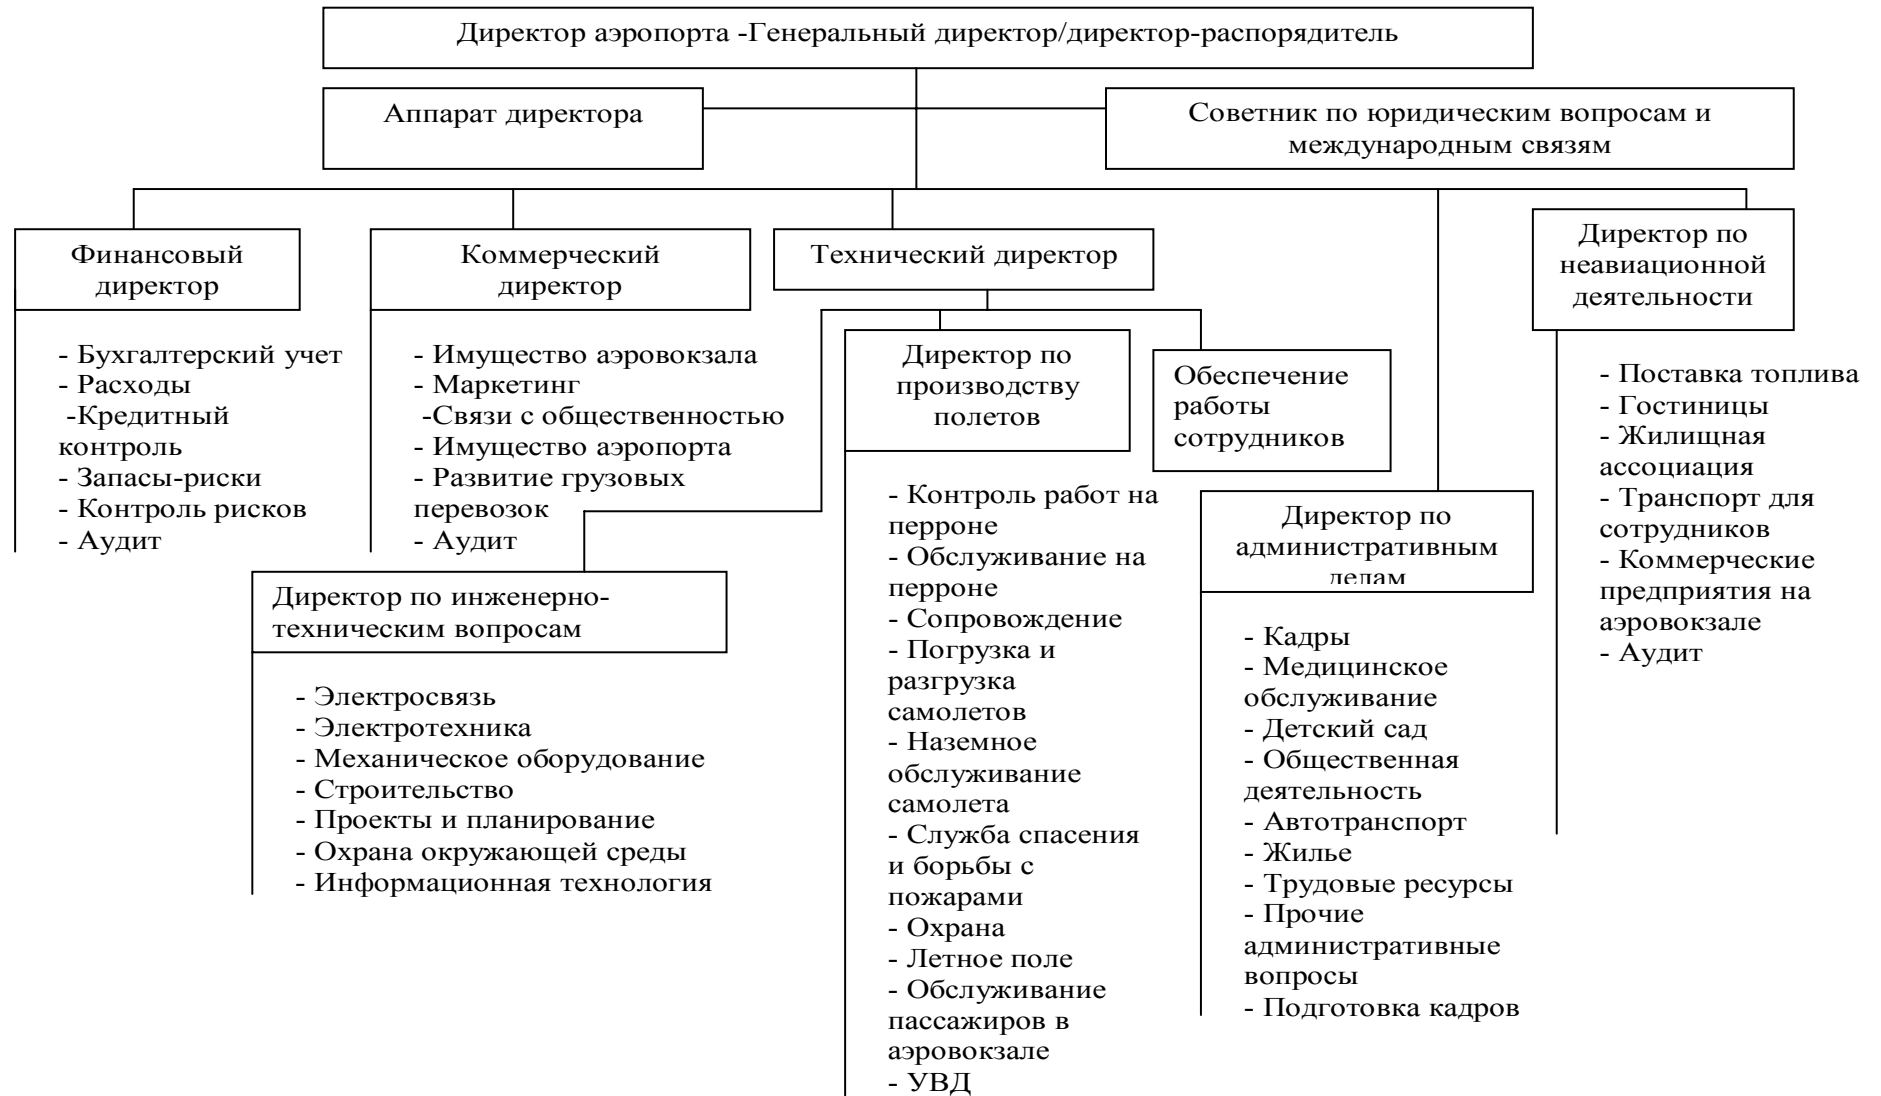 Директор аэропорта -Генеральный директор/директор-распорядитель
Аппарат директора
Советник по юридическим вопросам и
международным связям
Финансовый
директор
- Бухгалтерский учет
- Расходы
-Кредитный
контроль
- Запасы-риски
- Контроль рисков
- Аудит
Коммерческий
директор
- Имущество аэровокзала
- Маркетинг
-Связи с общественностью
- Имущество аэропорта
- Развитие грузовых
перевозок
- Аудит
Технический директор
Директор по инженерно-
техническим вопросам
- Электросвязь
- Электротехника
- Механическое оборудование
- Строительство
- Проекты и планирование
- Охрана окружающей среды
- Информационная технология
Директор по
производству
полетов
- Контроль работ на
перроне
- Обслуживание на
перроне
- Сопровождение
- Погрузка и
разгрузка
самолетов
- Наземное
обслуживание
самолета
- Служба спасения
и борьбы с
пожарами
- Охрана
- Летное поле
- Обслуживание
пассажиров в
аэровокзале
- УВД
Обеспечение
работы
сотрудников
Директор по
административным
делам
- Кадры
- Медицинское
обслуживание
- Детский сад
- Общественная
деятельность
- Автотранспорт
- Жилье
- Трудовые ресурсы
- Прочие
административные
вопросы
- Подготовка кадров
Директор по
неавиационной
деятельности
- Поставка топлива
- Гостиницы
- Жилищная
ассоциация
- Транспорт для
сотрудников
- Коммерческие
предприятия на
аэровокзале
- Аудит